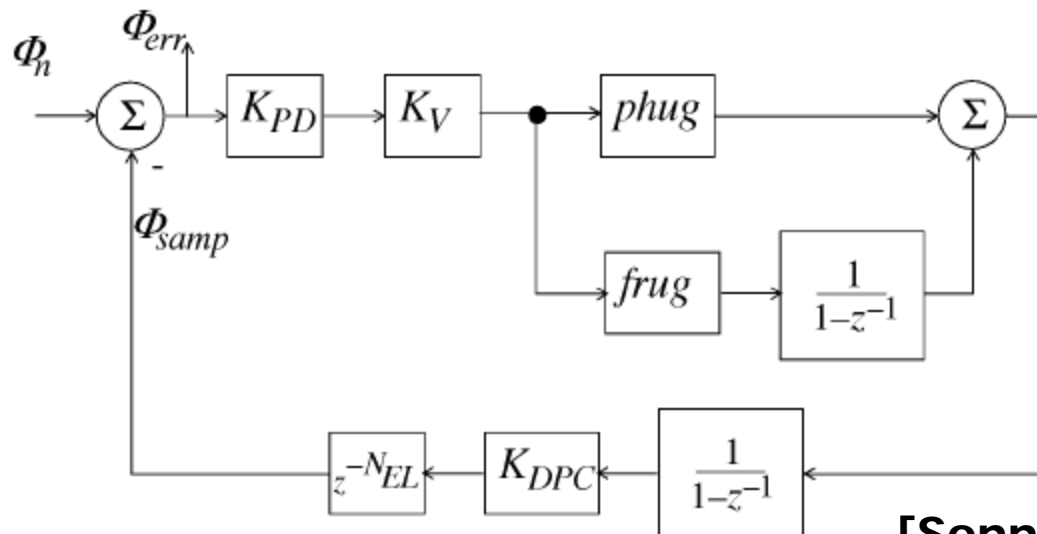 Φerr
Φn
Σ
KPD
KV
phug
Σ
-
Φsamp
frug
1
1–z–1
z–NEL
KDPC
1
1–z–1